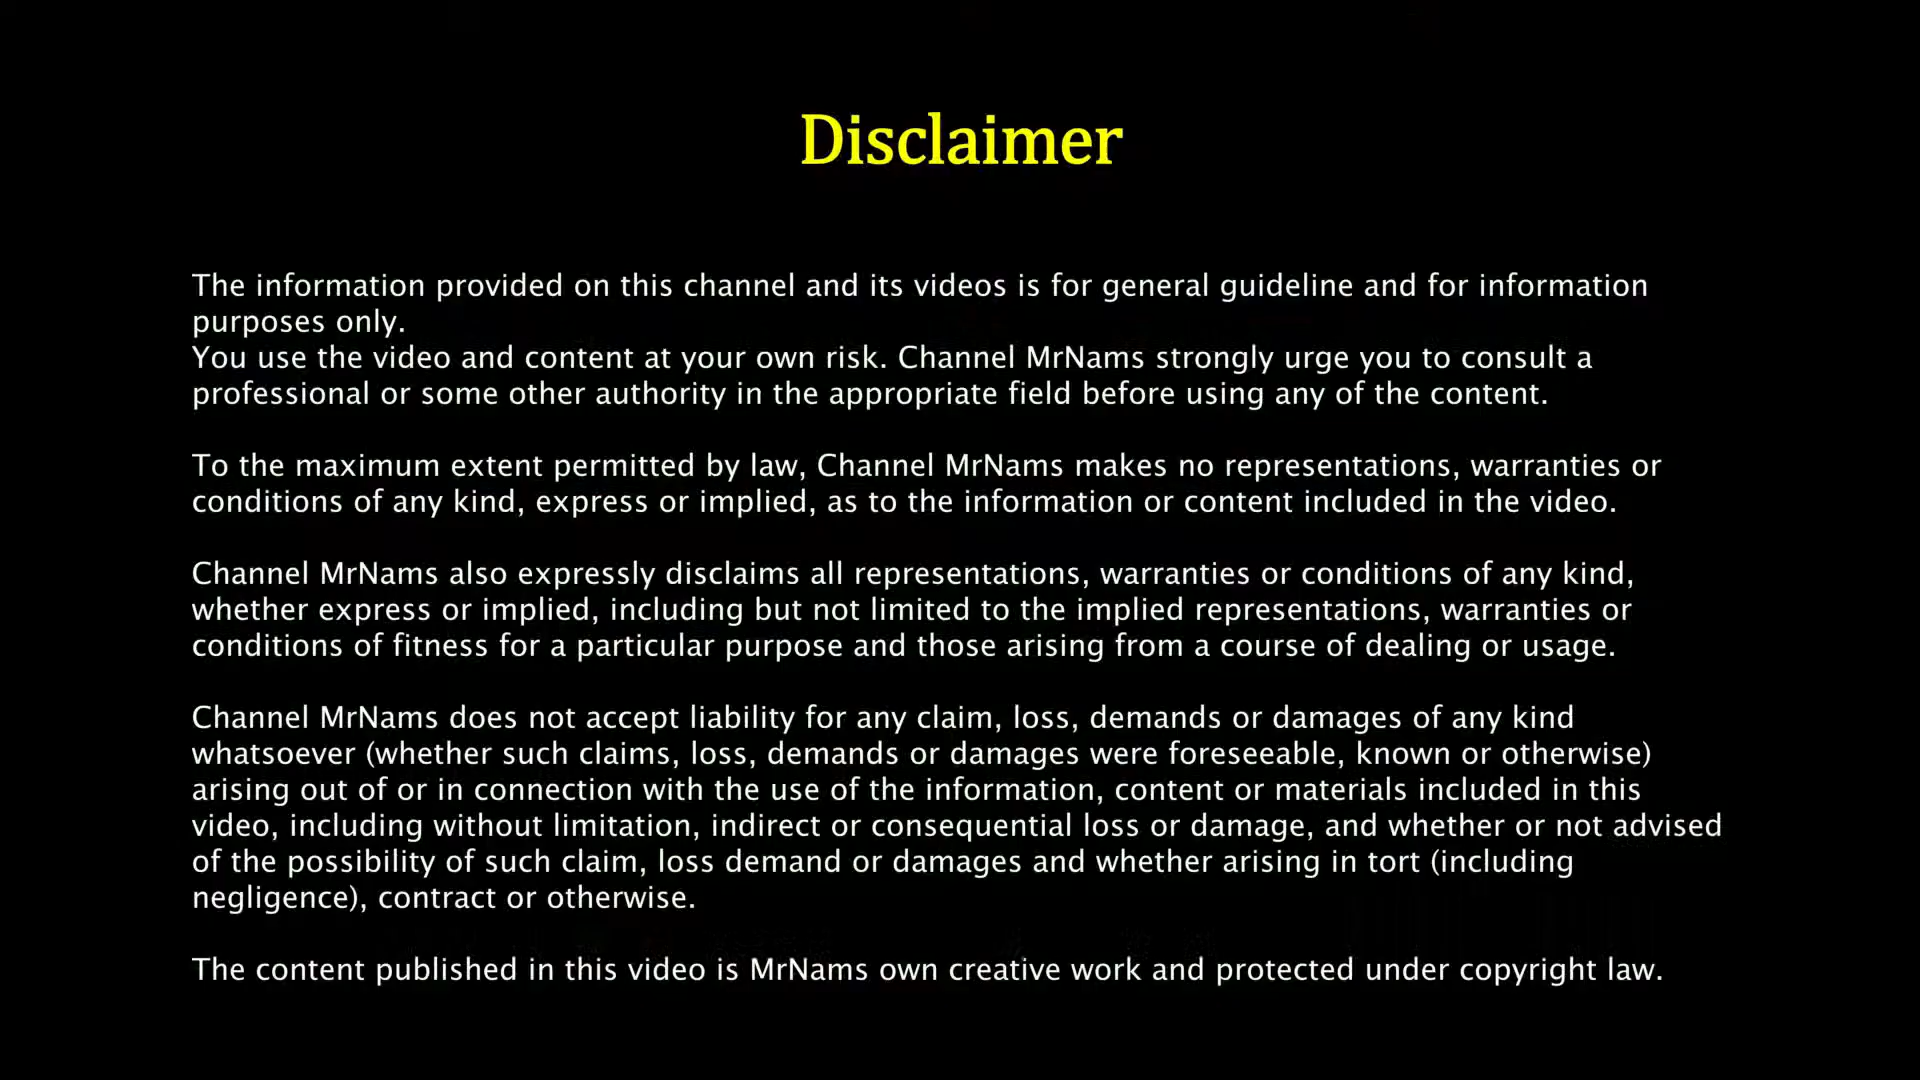 Disclaimer
The information provided on this channel and its videos is for general guideline and for information
purposes only.
You use the video and content at your own risk. Channel MrNams strongly urge you to consult a
professional or some other authority in the appropriate field before using any of the content.
To the maximum extent permitted by law, Channel MrNams makes no representations, warranties or
conditions of any kind, express or implied, as to the information or content included in the video.
Channel MrNams also expressly disclaims all representations, warranties or conditions of any kind,
whether express or implied, including but not limited to the implied representations, warranties or
conditions of fitness for a particular purpose and those arising from a course of dealing or usage.
Channel MrNams does not accept liability for any claim, loss, demands or damages of any kind
whatsoever (whether such claims, loss, demands or damages were foreseeable, known or otherwise)
arising out of or in connection with the use of the information, content or materials included in this
video, including without limitation, indirect or consequential loss or damage, and whether or not advised
of the possibility of such claim, loss demand or damages and whether arising in tort (including
negligence), contract or otherwise.
The content published in this video is MrNams own creative work and protected under copyright law.